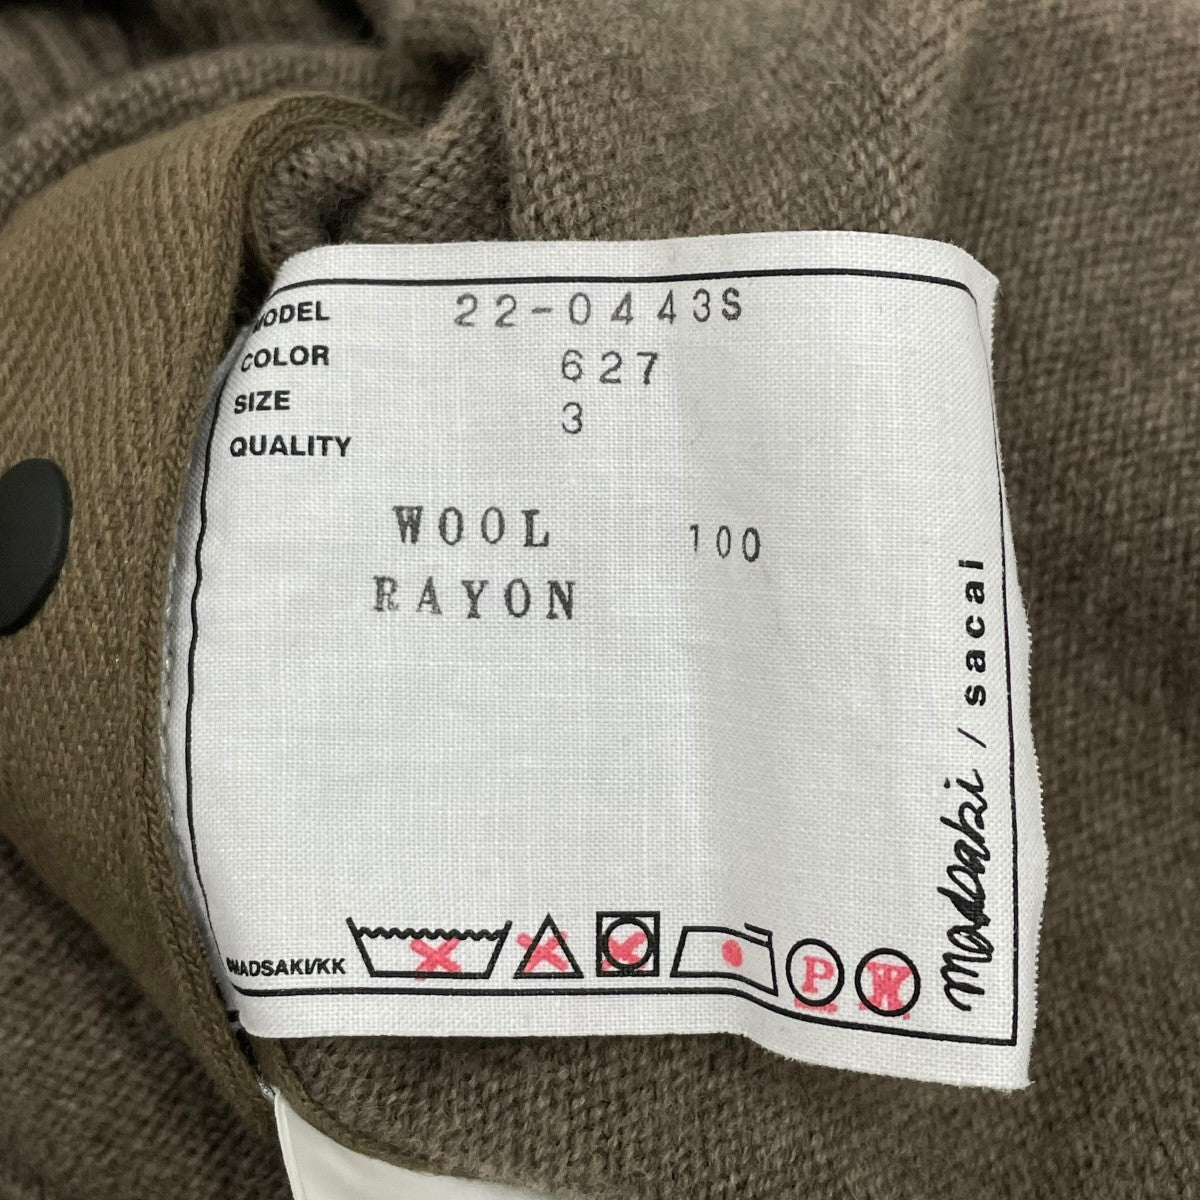 MODEL 22-0443S
COLOR 627
SIZE 3
QUALITY
WOOL 100
RAYON
©MADSAKI/KK
P W
madsaki / sacai